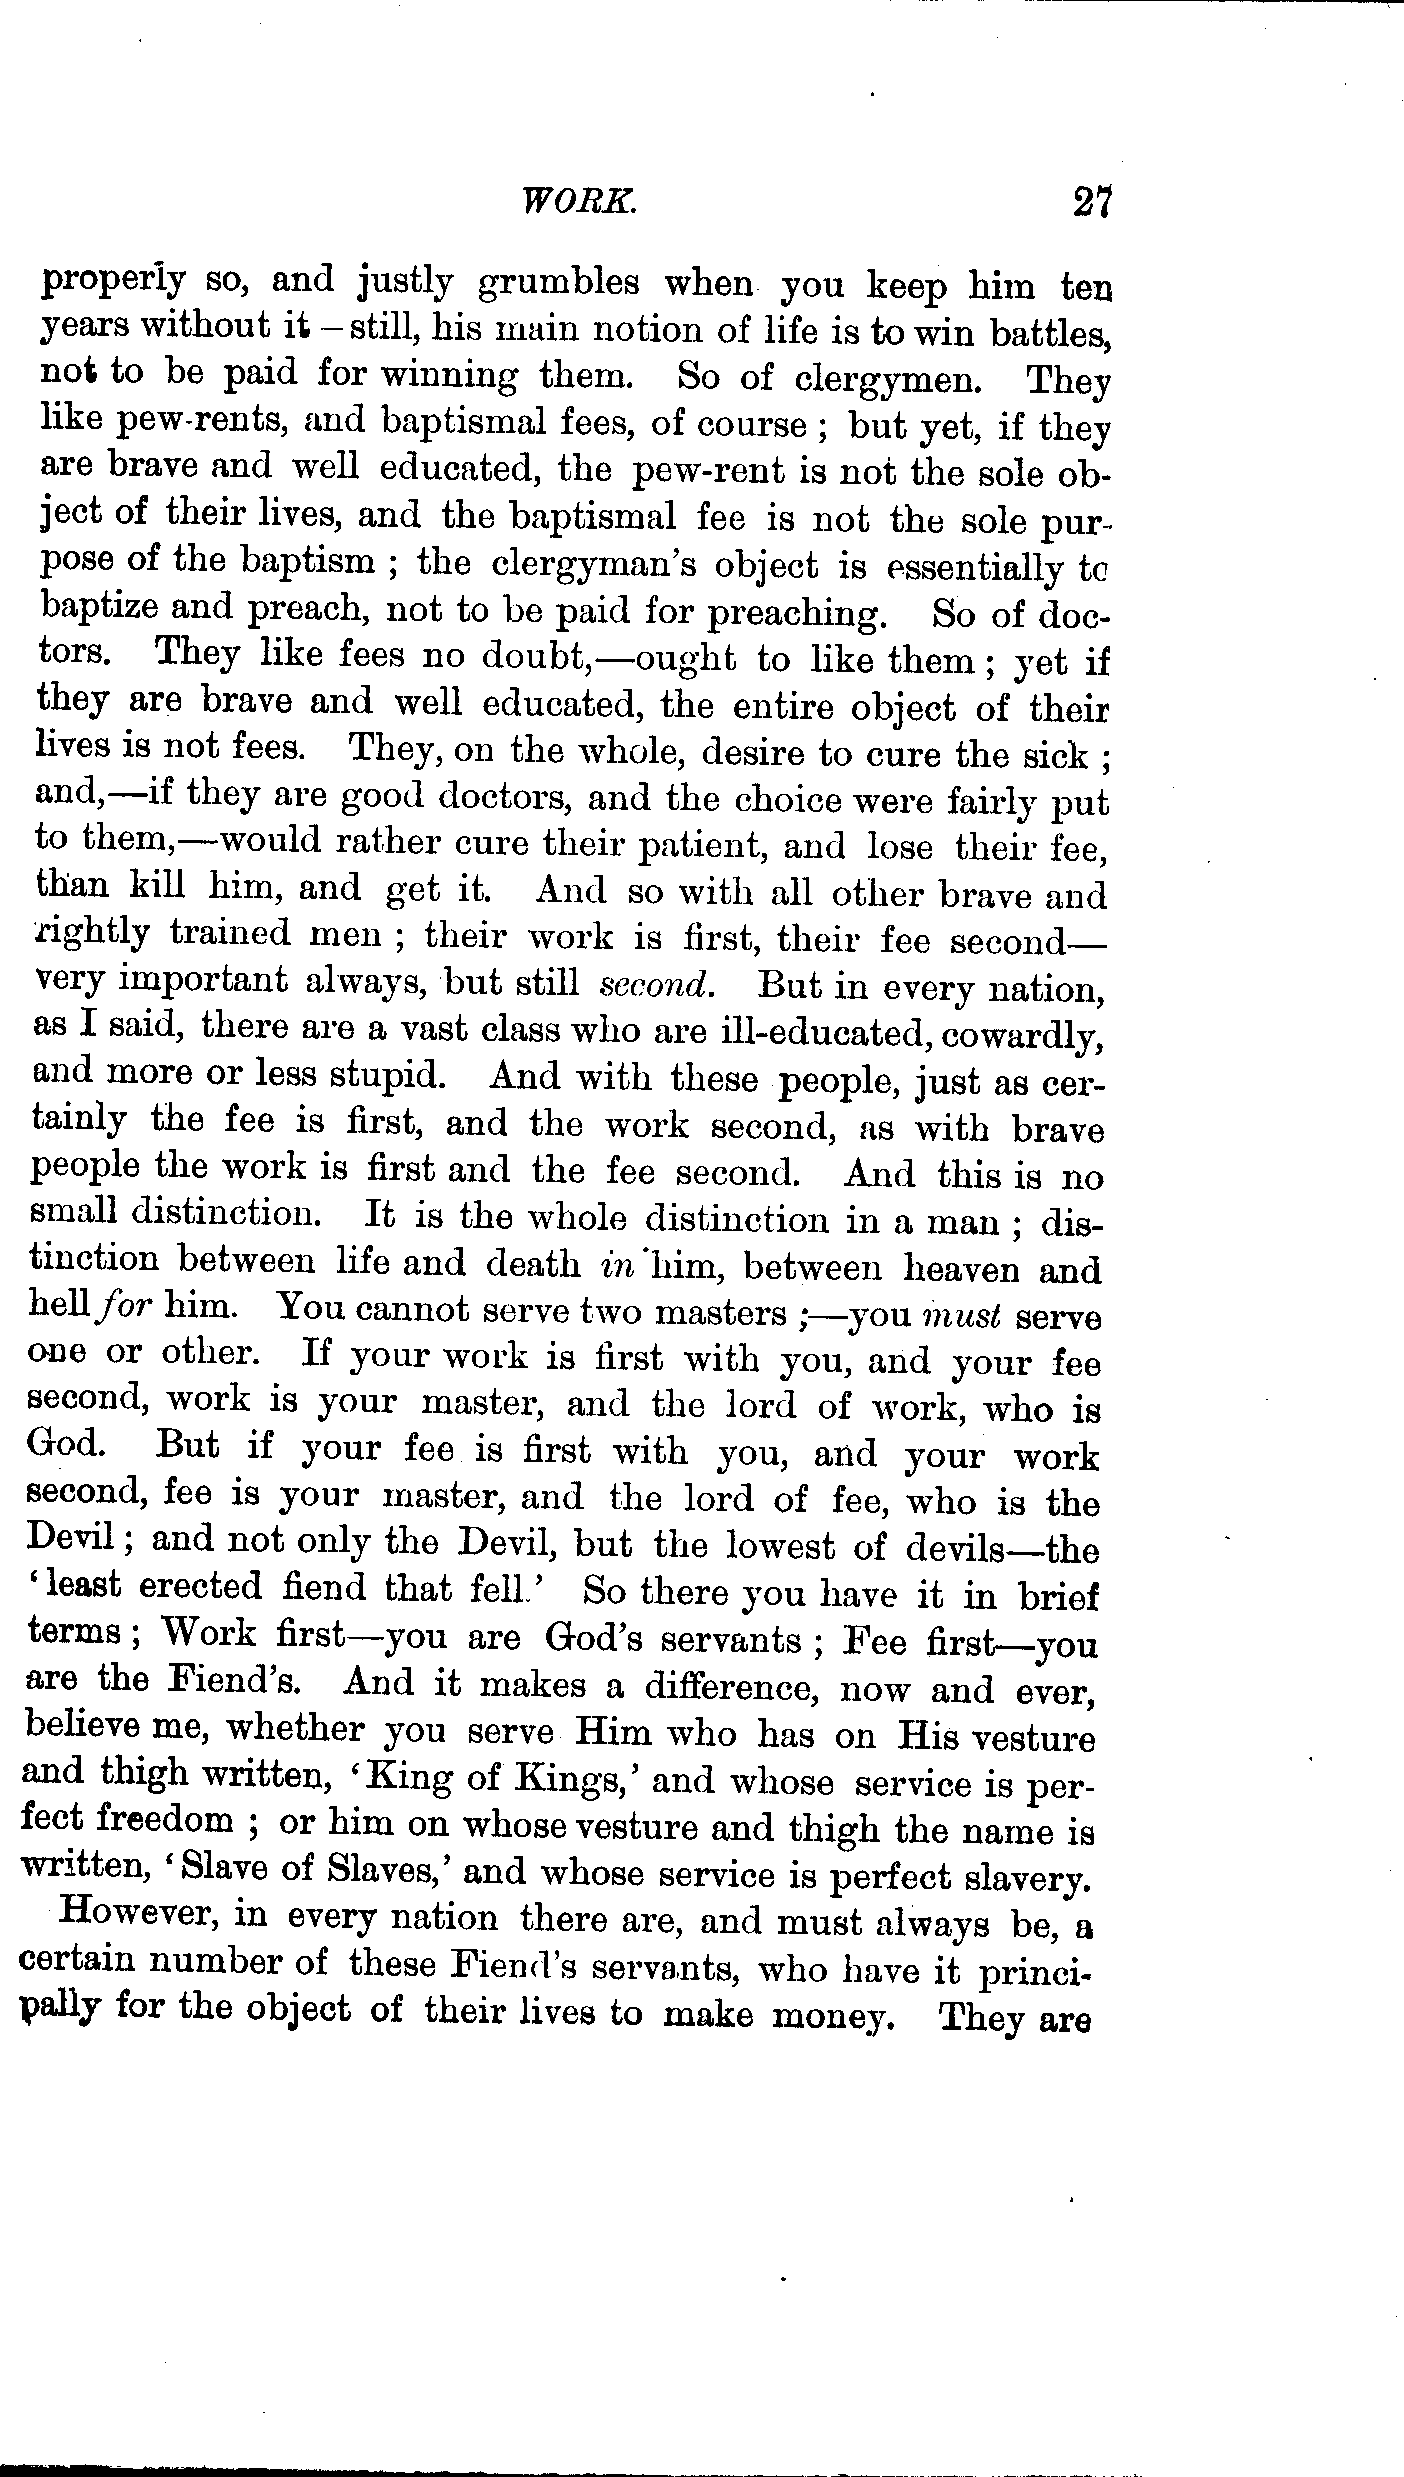 WORK. 27
properly so, and justly grumbles when you keep him ten
years without it – still, his main notion of life is to win battles,
not to be paid for winning them. So of clergymen. They
like pew-rents, and baptismal fees, of course ; but yet, if they
are brave and well educated, the pew-rent is not the sole ob-
ject of their lives, and the baptismal fee is not the sole pur-
pose of the baptism ; the clergyman's object is essentially to
baptize and preach, not to be paid for preaching. So of doc-
tors. They like fees no doubt,—ought to like them ; yet if
they are brave and well educated, the entire object of their
lives is not fees. They, on the whole, desire to cure the sick ;
and,—if they are good doctors, and the choice were fairly put
to them,—would rather cure their patient, and lose their fee,
than kill him, and get it. And so with all other brave and
rightly trained men ; their work is first, their fee second—
very important always, but still second. But in every nation,
as I said, there are a vast class who are ill-educated, cowardly,
and more or less stupid. And with these people, just as cer-
tainly the fee is first, and the work second, as with brave
people the work is first and the fee second. And this is no
small distinction. It is the whole distinction in a man ; dis-
tinction between life and death in him, between heaven and
hell for him. You cannot serve two masters ;—you must serve
one or other. If your work is first with you, and your fee
second, work is your master, and the lord of work, who is
God. But if your fee is first with you, and your work
second, fee is your master, and the lord of fee, who is the
Devil ; and not only the Devil, but the lowest of devils—the
‘least erected fiend that fell.’ So there you have it in brief
terms ; Work first—you are God's servants ; Fee first—you
are the Fiend's. And it makes a difference, now and ever,
believe me, whether you serve Him who has on His vesture
and thigh written, ‘King of Kings,’ and whose service is per-
fect freedom ; or him on whose vesture and thigh the name is
written, ‘Slave of Slaves,’ and whose service is perfect slavery.
However, in every nation there are, and must always be, a
certain number of these Fiend's servants, who have it princi-
pally for the object of their lives to make money. They are